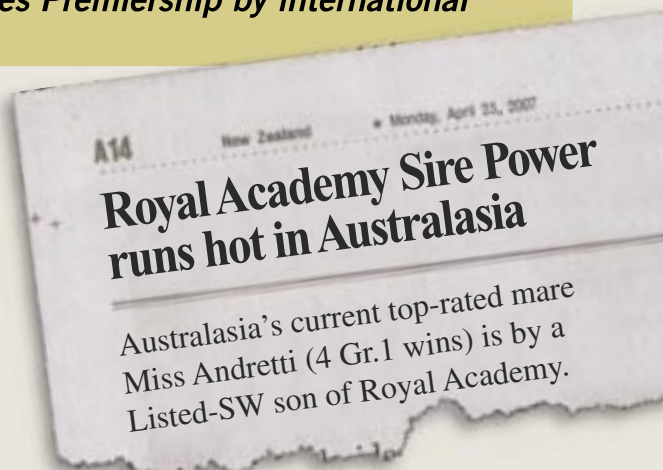 es Premiership by International
A14 New Zealand • Monday, April 23, 2007
Royal Academy Sire Power
runs hot in Australasia
Australasia's current top-rated mare
Miss Andretti (4 Gr.1 wins) is by a
Listed-SW son of Royal Academy.